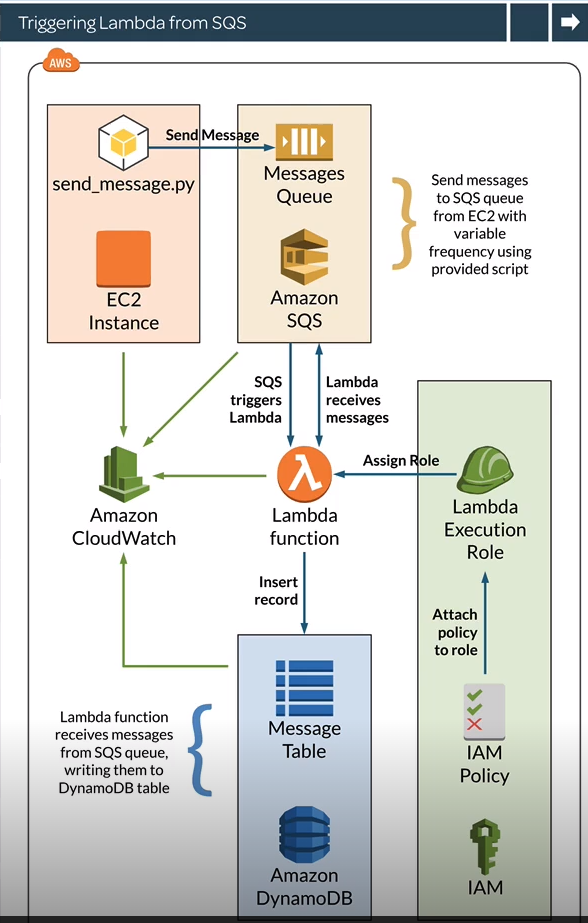 Triggering Lambda from SQS
AWS
Send Message
send_message.py
Messages
Queue
EC2
Instance
Amazon
SQS
Send messages
to SQS queue
from EC2 with
variable
frequency using
provided script
SQS
triggers
Lambda
Lambda
receives
messages
Assign Role
Amazon
CloudWatch
Lambda
function
Lambda
Execution
Role
Insert
record
Attach
policy
to role
Lambda function
receives messages
from SQS queue,
writing them to
DynamoDB table
Message
Table
IAM
Policy
Amazon
DynamoDB
IAM